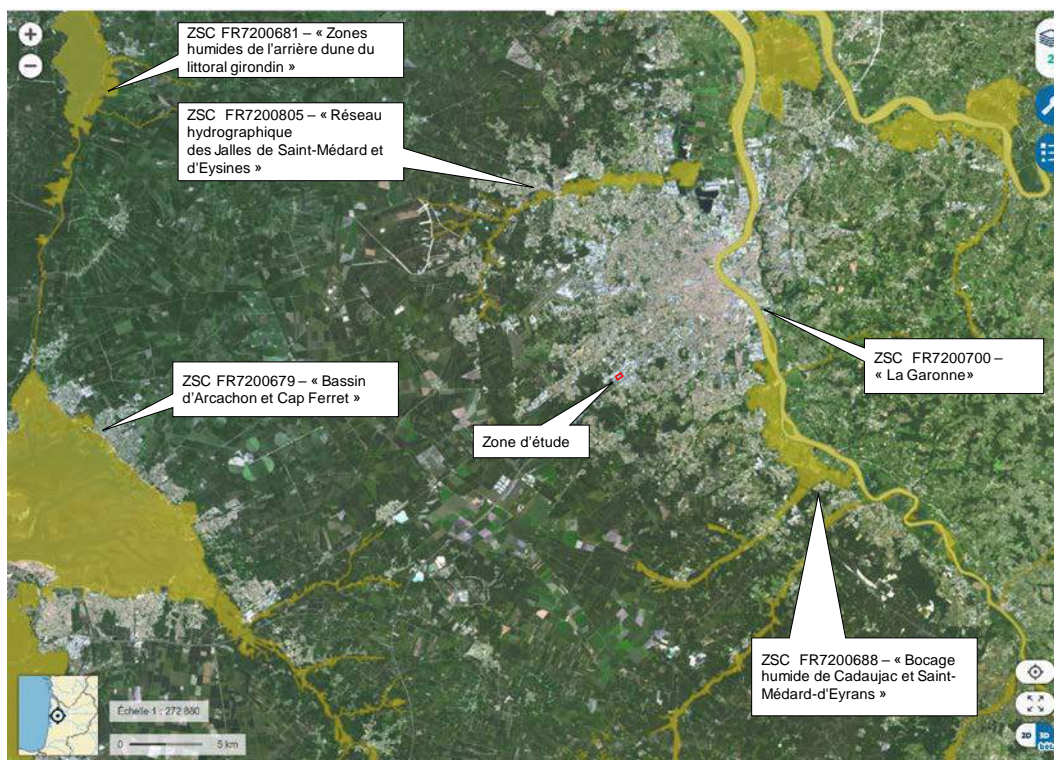 ZSC FR7200681 – « Zones
humides de l'arrière dune du
littoral girondin »
ZSC FR7200805 – « Réseau
hydrographique
des Jalles de Saint-Médard et
d'Eysines »
ZSC FR7200700 –
« La Garonne»
ZSC FR7200679 – « Bassin
d'Arcachon et Cap Ferret »
Zone d'étude
ZSC FR7200688 – « Bocage
humide de Cadaujac et Saint-
Médard-d'Eyrans »
Échelle 1 : 272 880
0 5 km
2
2D 3D